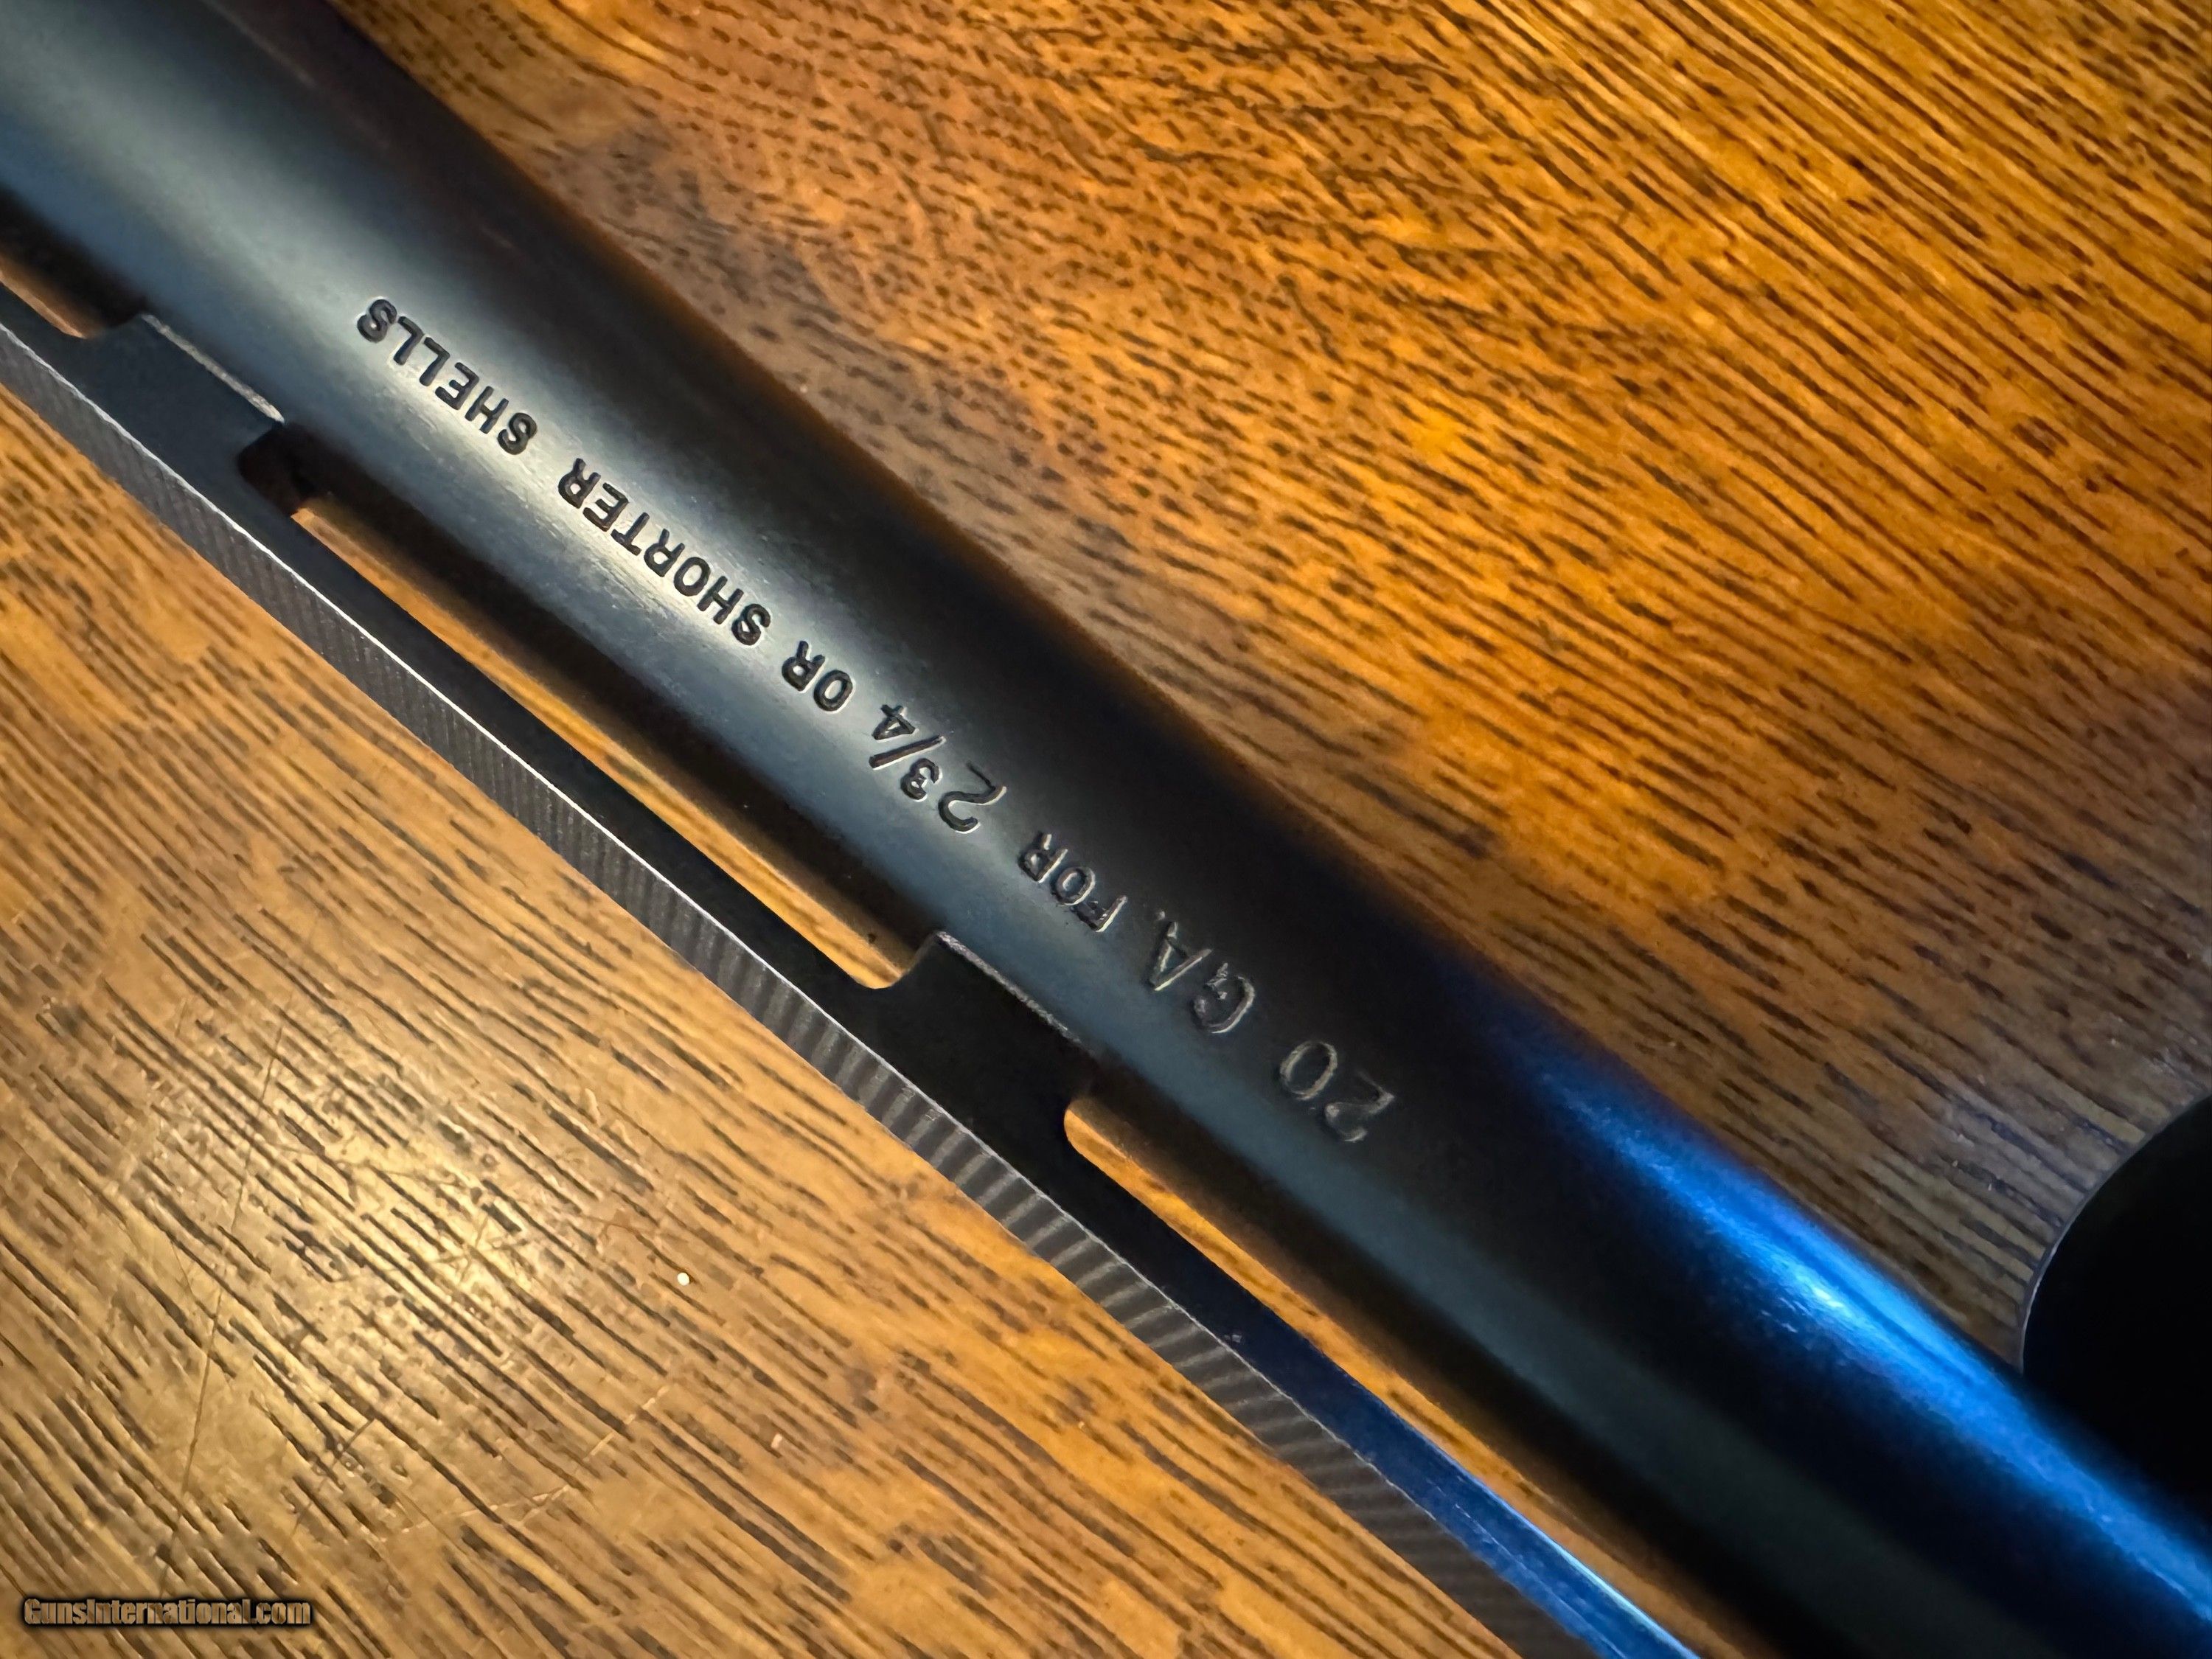 20 GA. FOR 2 3/4 OR SHORTER SHELLS
GunsInternational.com